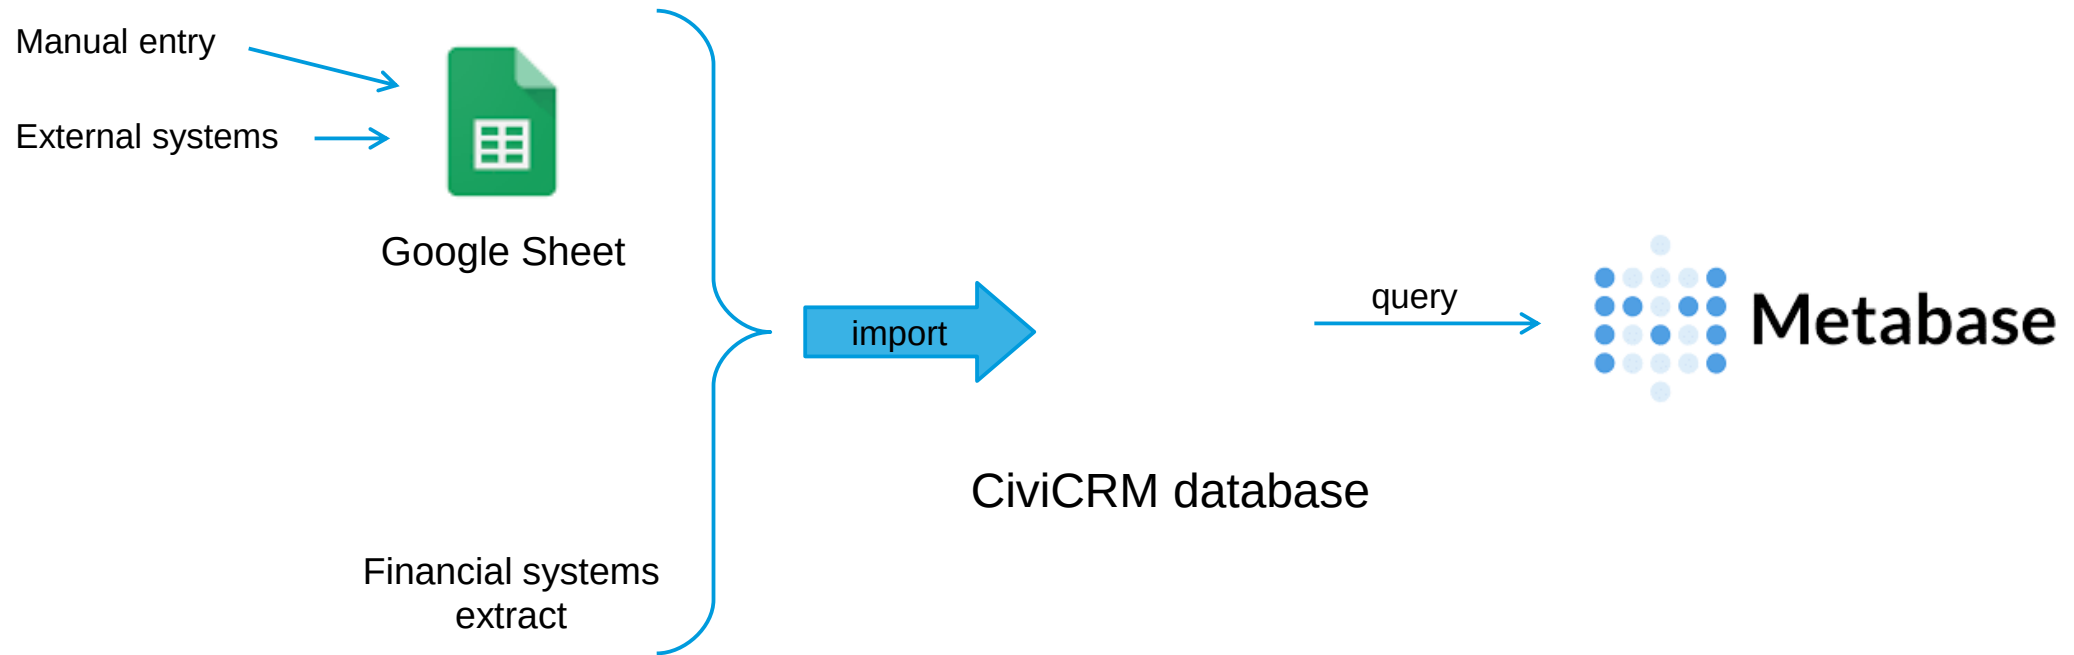 Manual entry
External systems
Google Sheet
import
query
Metabase
CiviCRM database
Financial systems
extract